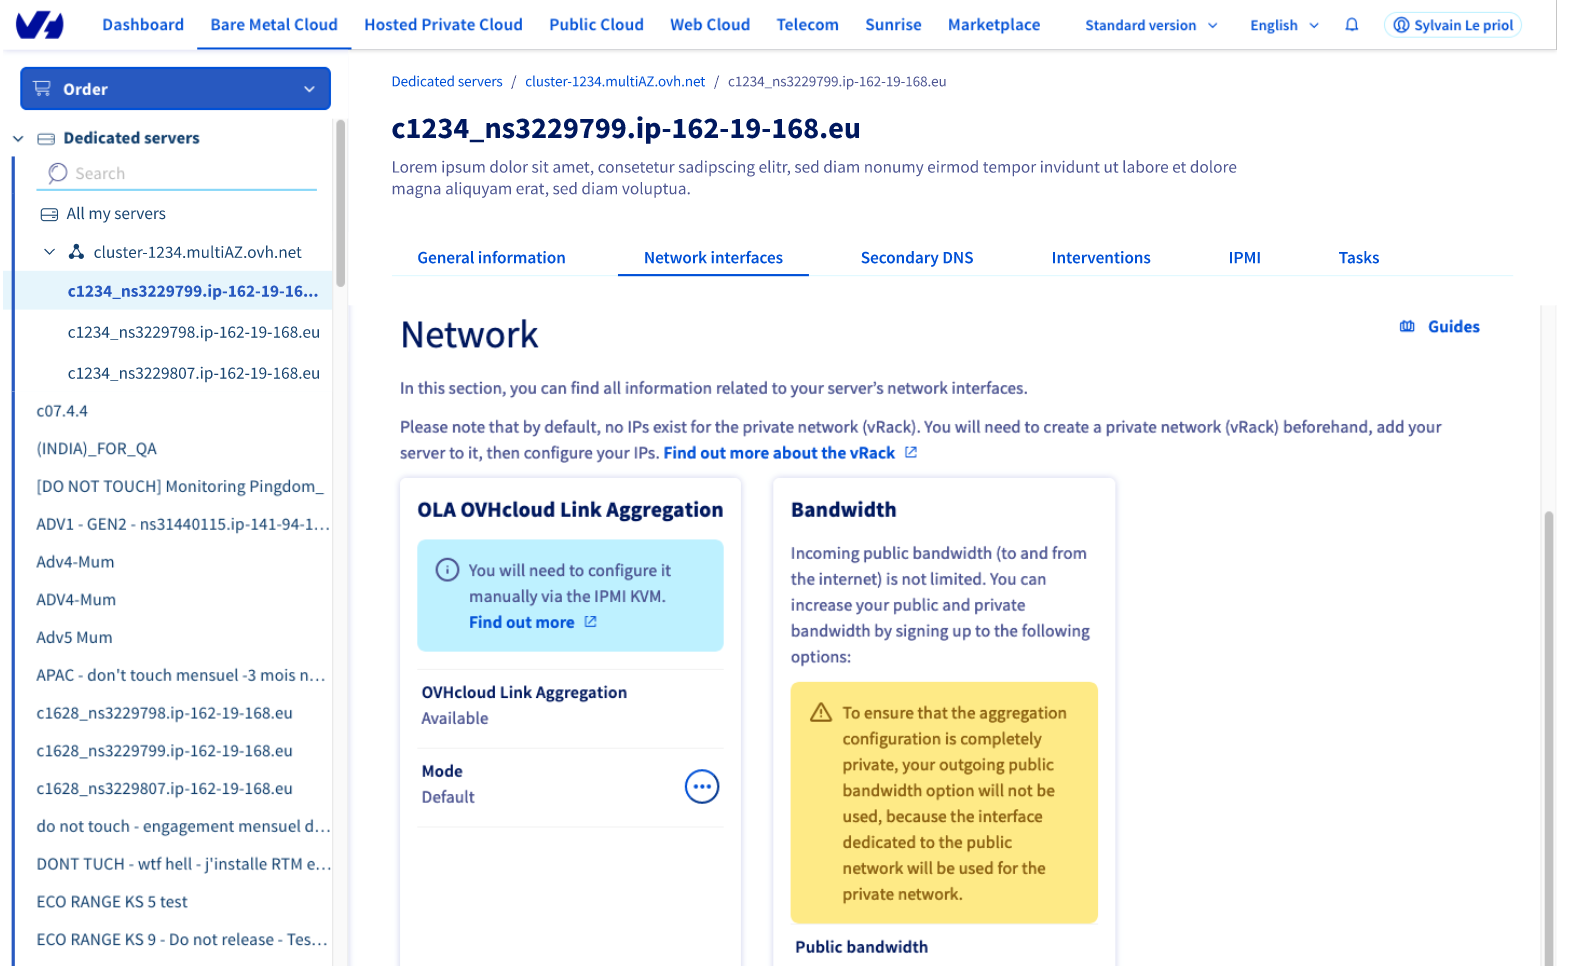 Dashboard Bare Metal Cloud Hosted Private Cloud Public Cloud Web Cloud Telecom Sunrise Marketplace Standard version English Sylvain Le priol
Order
Dedicated servers
Search
All my servers
cluster-1234.multiAZ.ovh.net
c1234_ns3229799.ip-162-19-16...
c1234_ns3229798.ip-162-19-168.eu
c1234_ns3229807.ip-162-19-168.eu
c07.4.4
(INDIA)_FOR_QA
[DO NOT TOUCH] Monitoring Pingdom_
ADV1 - GEN2 - ns31440115.ip-141-94-1...
Adv4-Mum
ADV4-Mum
Adv5 Mum
APAC - don't touch mensuel -3 mois n...
c1628_ns3229798.ip-162-19-168.eu
c1628_ns3229799.ip-162-19-168.eu
c1628_ns3229807.ip-162-19-168.eu
do not touch - engagement mensuel d...
DONT TUCH - wtf hell - j'installe RTM e...
ECO RANGE KS 5 test
ECO RANGE KS 9 - Do not release - Tes...
Dedicated servers / cluster-1234.multiAZ.ovh.net / c1234_ns3229799.ip-162-19-168.eu
c1234_ns3229799.ip-162-19-168.eu
Lorem ipsum dolor sit amet, consetetur sadipscing elitr, sed diam nonumy eirmod tempor invidunt ut labore et dolore
magna aliquyam erat, sed diam voluptua.
General information Network interfaces Secondary DNS Interventions IPMI Tasks
Network
Guides
In this section, you can find all information related to your server's network interfaces.
Please note that by default, no IPs exist for the private network (vRack). You will need to create a private network (vRack) beforehand, add your
server to it, then configure your IPs. Find out more about the vRack
OLA OVHcloud Link Aggregation
You will need to configure it
manually via the IPMI KVM.
Find out more
OVHcloud Link Aggregation
Available
Mode
Default
Bandwidth
Incoming public bandwidth (to and from
the internet) is not limited. You can
increase your public and private
bandwidth by signing up to the following
options:
To ensure that the aggregation
configuration is completely
private, your outgoing public
bandwidth option will not be
used, because the interface
dedicated to the public
network will be used for the
private network.
Public bandwidth